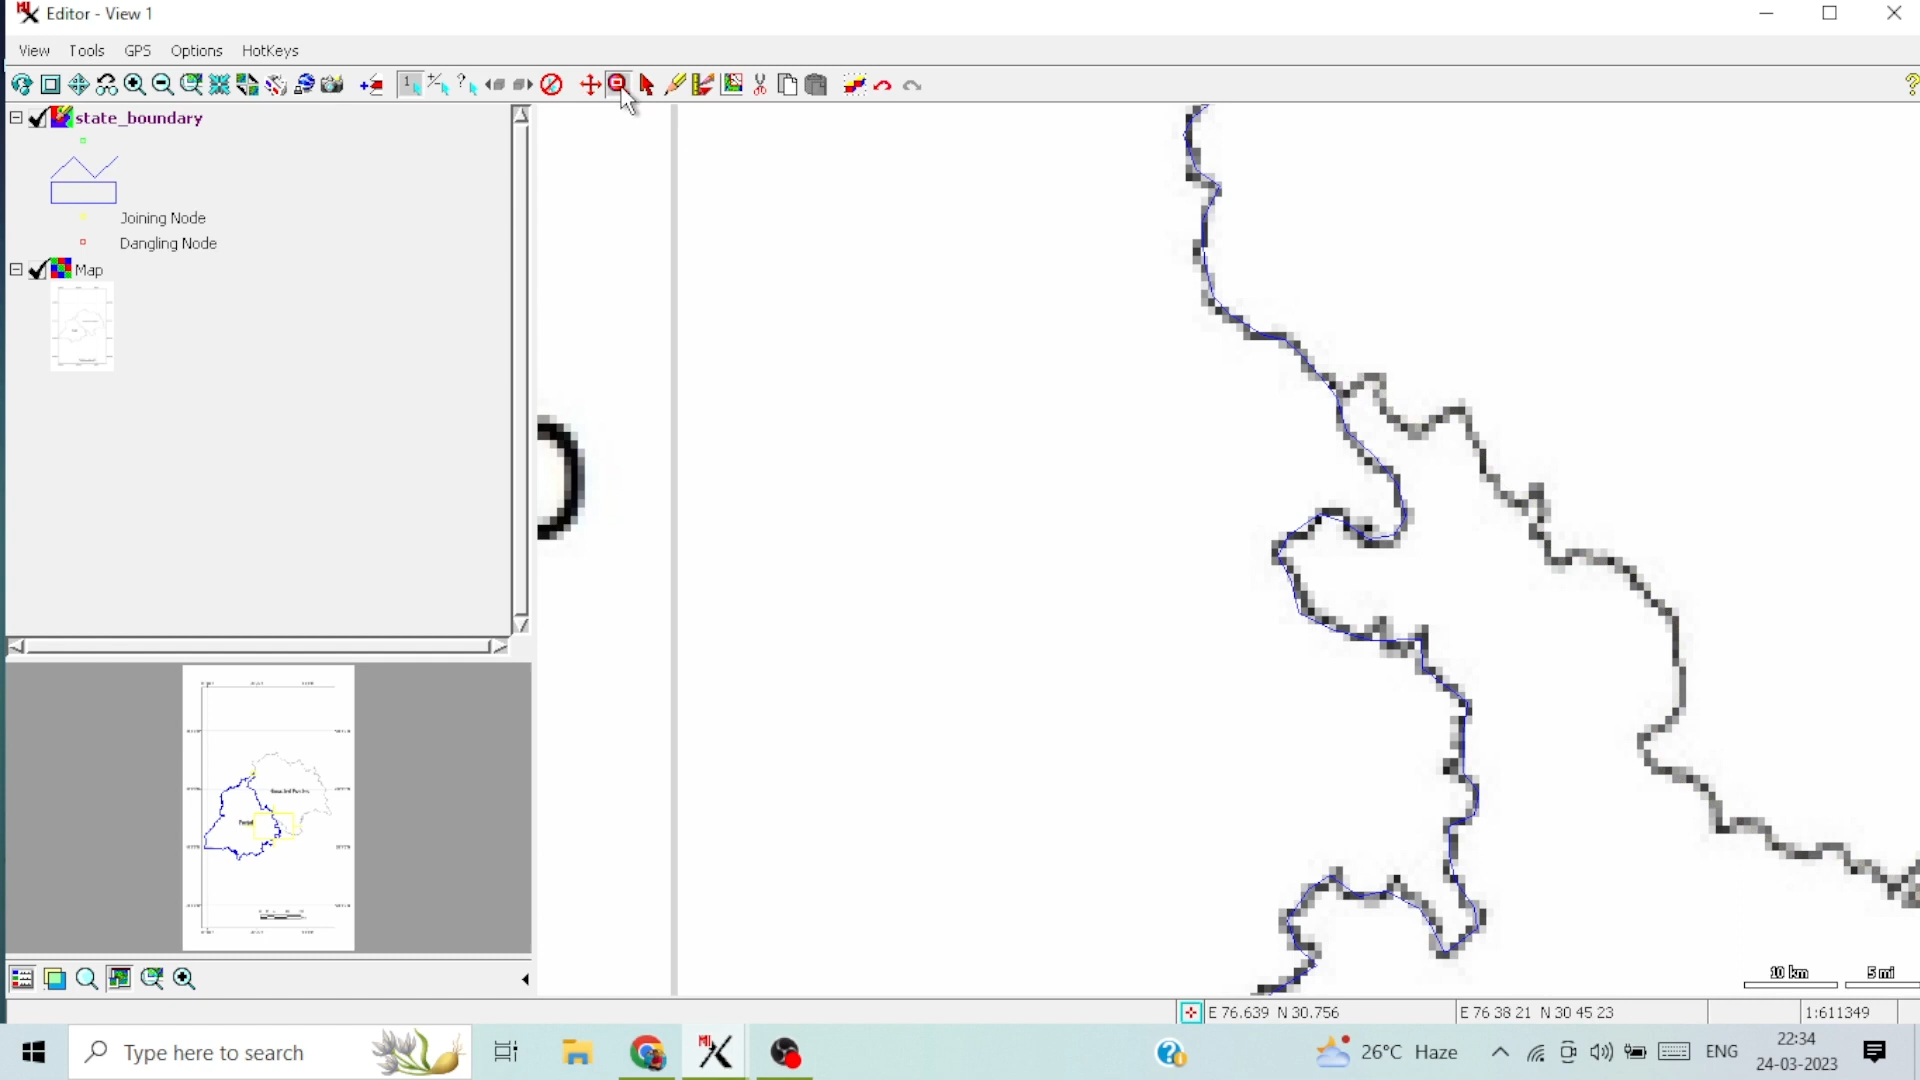 Editor - View 1
View Tools GPS Options HotKeys
state_boundary
Joining Node
Dangling Node
Map
10 km 5 mi
E 76.639 N 30.756 E 76 38 21 N 30 45 23 1:611349
Type here to search
26°C Haze
ENG
22:34
24-03-2023